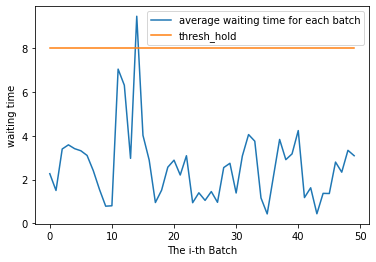 average waiting time for each batch
thresh_hold
waiting time
8
6
4
2
0
0 10 20 30 40 50
The i-th Batch